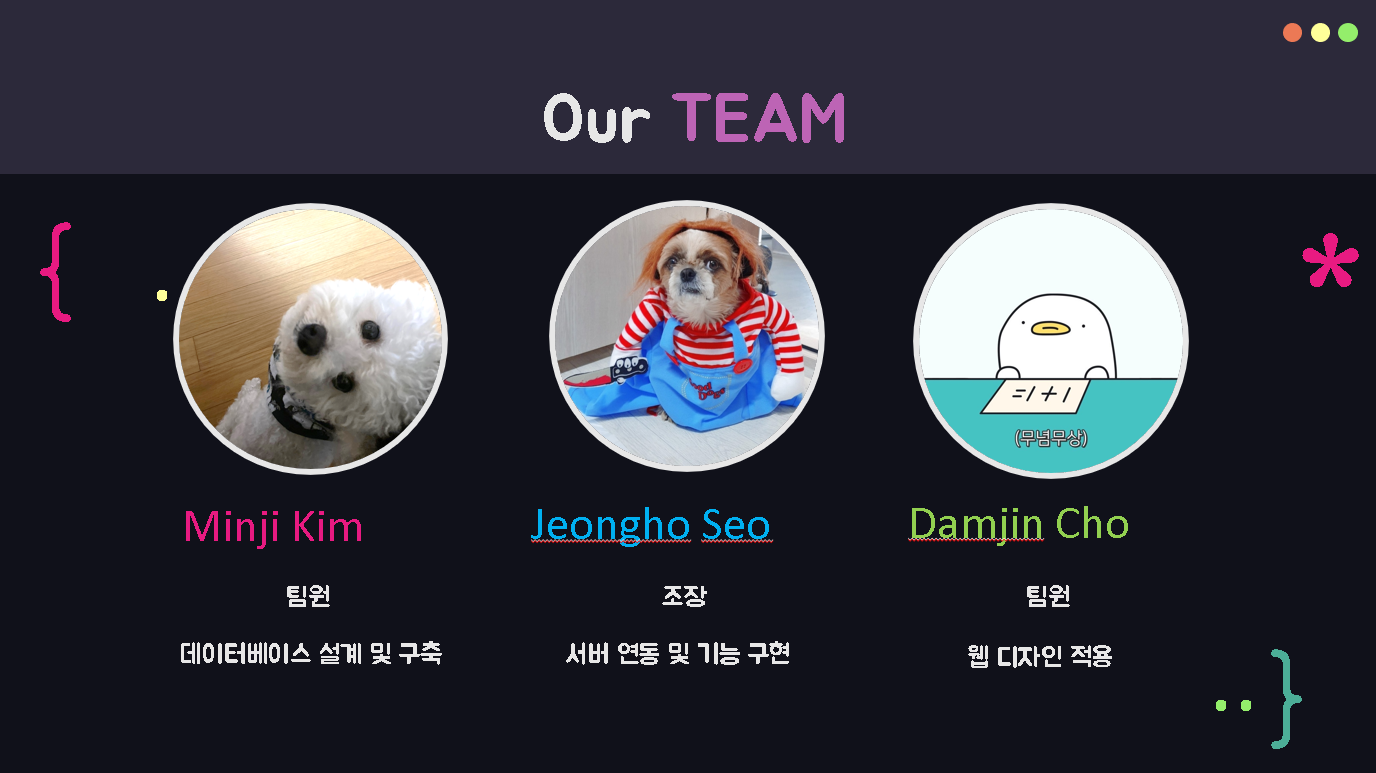 Our TEAM
{
*
=1+1
(무념무상)
Minji Kim
Jeongho Seo
Damjin Cho
팀원
조장
팀원
데이터베이스 설계 및 구축
서버 연동 및 기능 구현
웹 디자인 적용
}